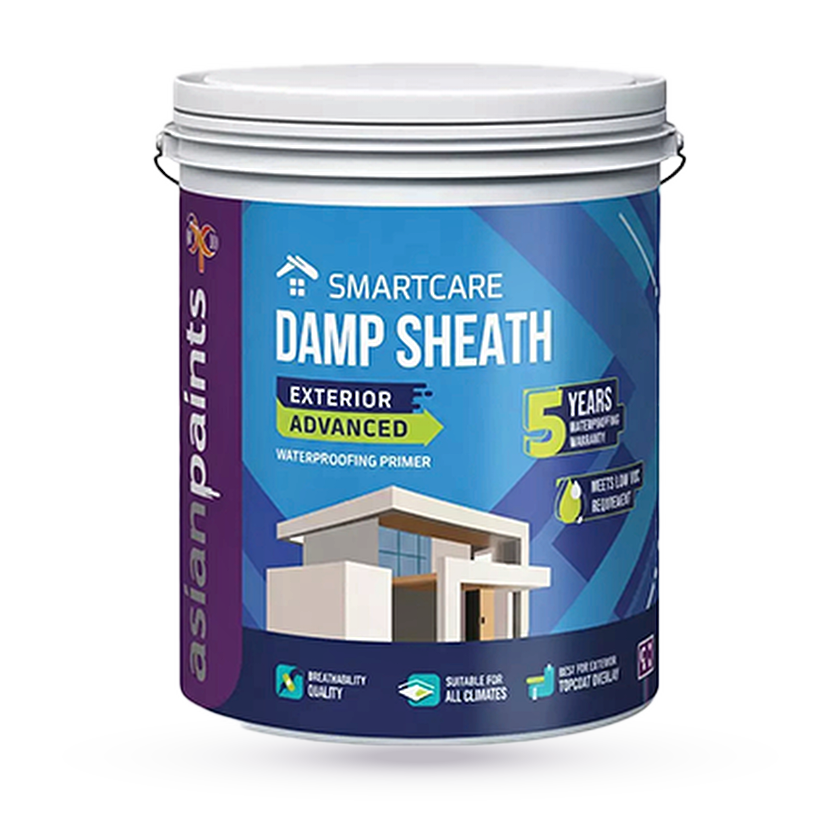 asianpaints
SMARTCARE
DAMP SHEATH
EXTERIOR
ADVANCED
WATERPROOFING PRIMER
5 YEARS
WATERPROOFING
WARRANTY
MEETS LOW VOC
REQUIREMENT
BREATHABILITY
QUALITY
SUITABLE FOR
ALL CLIMATES
BEST FOR EXTERIOR
TOPCOAT OVERLAY